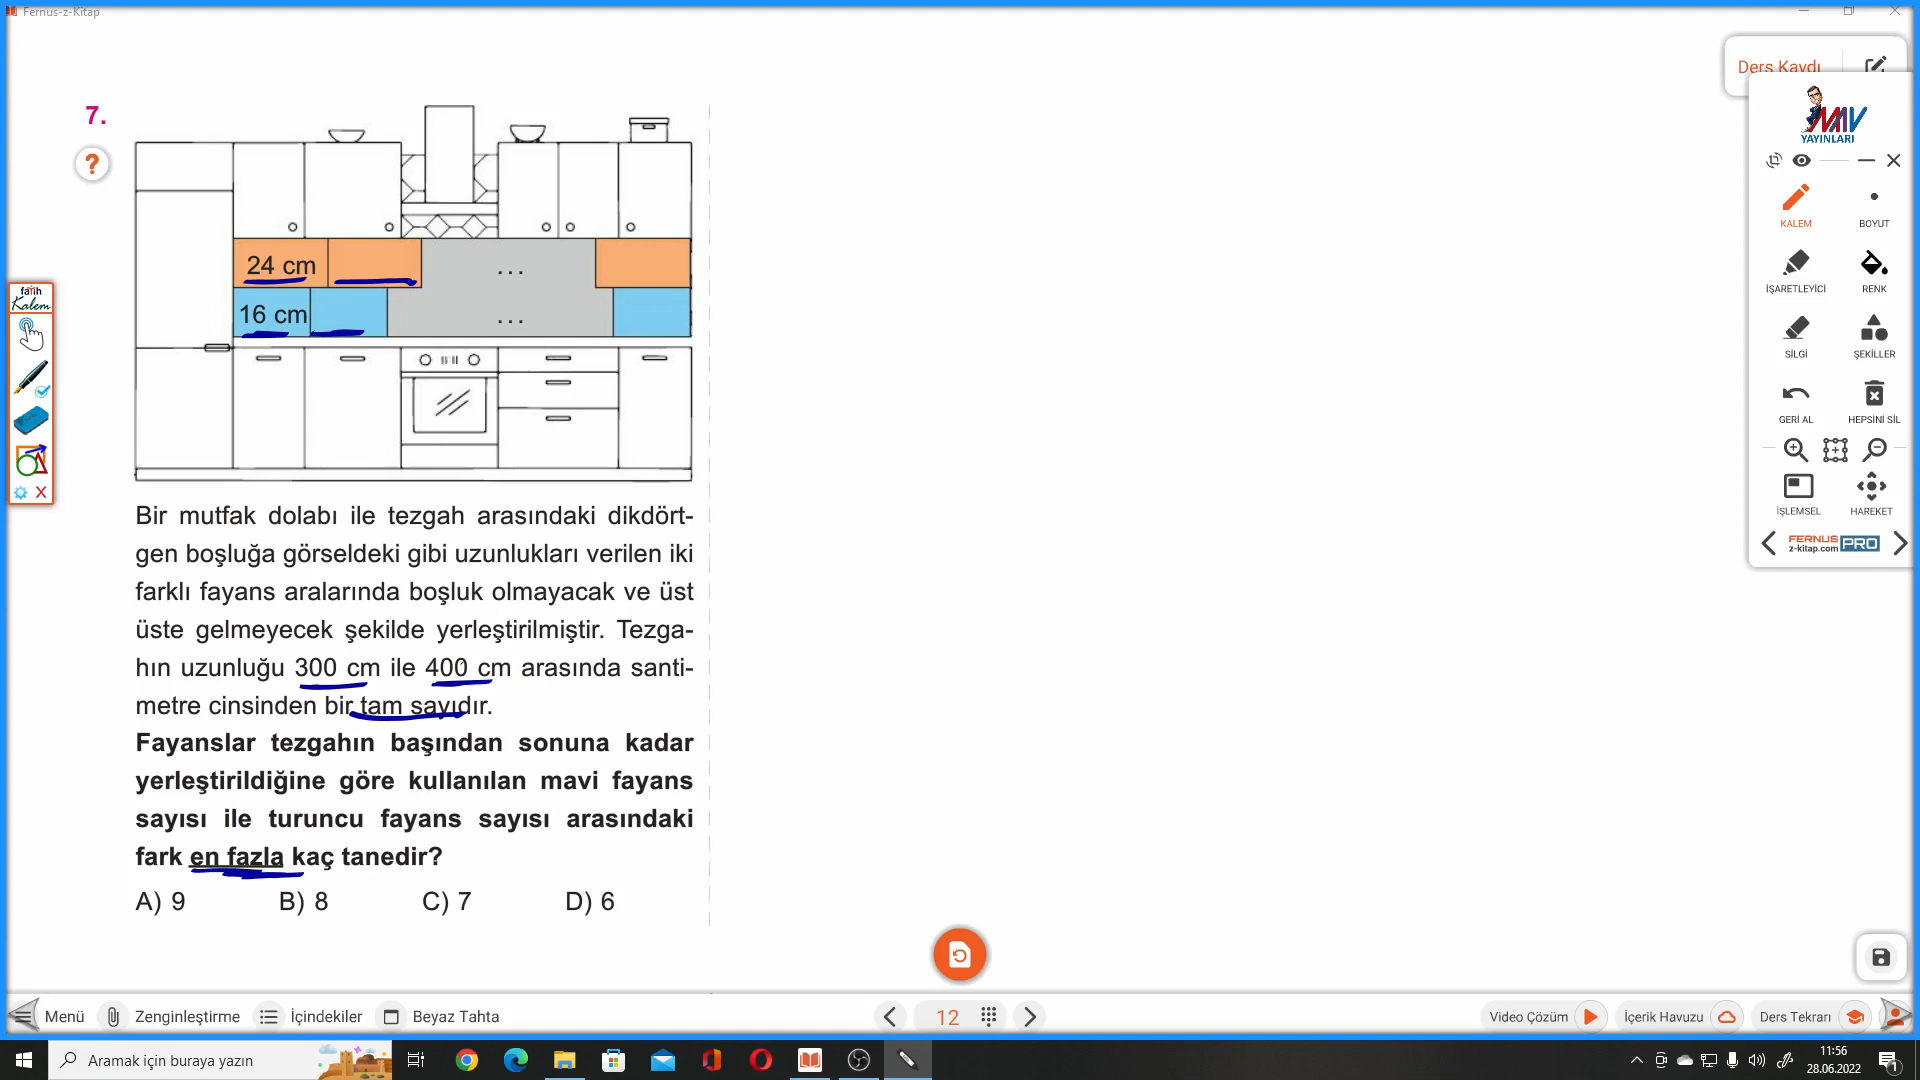 Fernus-z-Kitap
Ders Kaydı
7.
?
24 cm
...
16 cm
...
Bir mutfak dolabı ile tezgah arasındaki dikdört-
gen boşluğa görseldeki gibi uzunlukları verilen iki
farklı fayans aralarında boşluk olmayacak ve üst
üste gelmeyecek şekilde yerleştirilmiştir. Tezga-
hın uzunluğu 300 cm ile 400 cm arasında santi-
metre cinsinden bir tam sayıdır.
Fayanslar tezgahın başından sonuna kadar
yerleştirildiğine göre kullanılan mavi fayans
sayısı ile turuncu fayans sayısı arasındaki
fark en fazla kaç tanedir?
A) 9 B) 8 C) 7 D) 6
fatih
Kalem
X
MAV
YAYINLARI
KALEM BOYUT
İŞARETLEYİCİ RENK
SİLGİ ŞEKİLLER
GERİ AL HEPSİNİ SİL
İŞLEMSEL HAREKET
FERNUS
z-kitap.com PRO
Menü Zenginleştirme İçindekiler Beyaz Tahta 12 Video Çözüm İçerik Havuzu Ders Tekrarı
Aramak için buraya yazın
11:56
28.06.2022
1